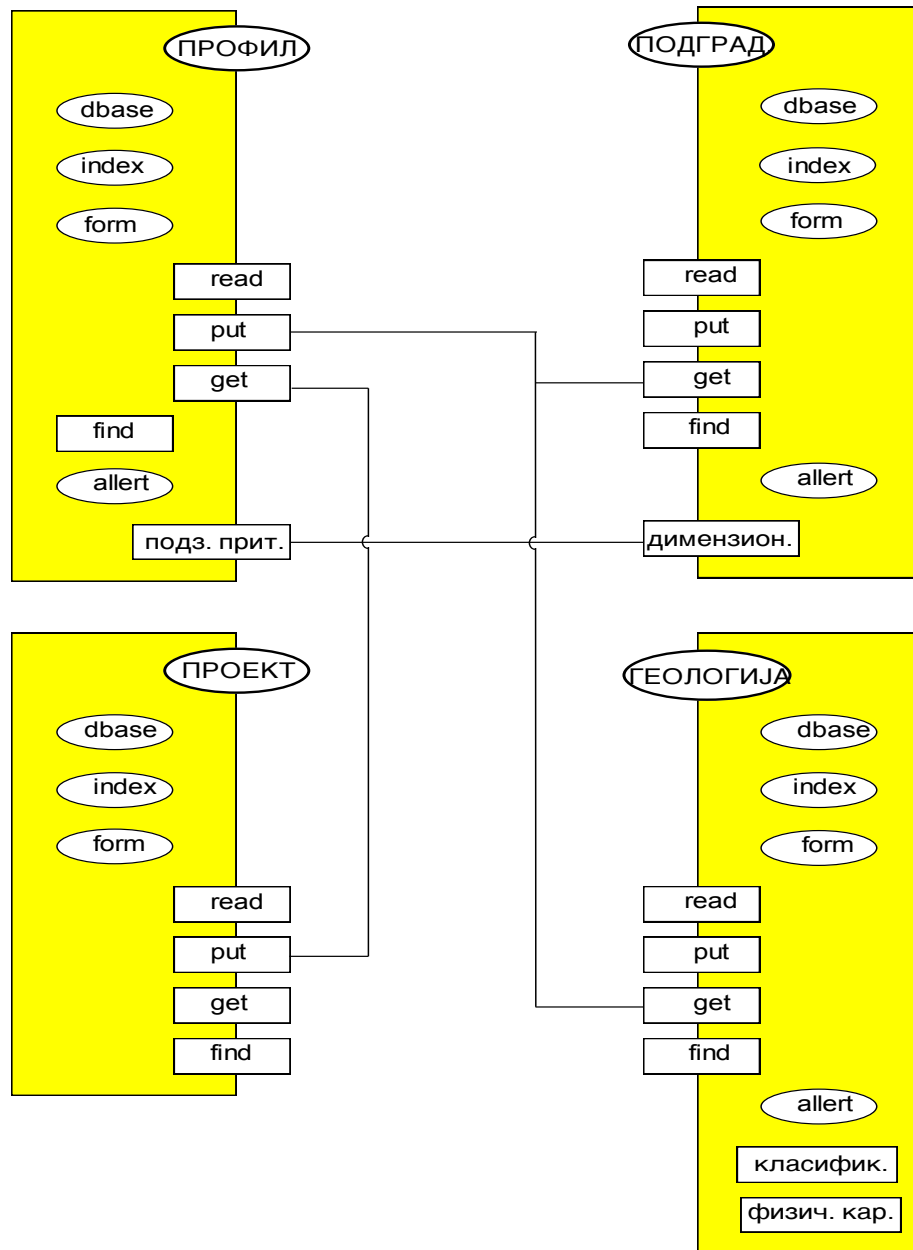 ПРОФИЛ
dbase
index
form
read
put
get
find
allert
подз. прит.
ПОДГРАД
dbase
index
form
read
put
get
find
allert
димензион.
ПРОЕКТ
dbase
index
form
read
put
get
find
ГЕОЛОГИЈА
dbase
index
form
read
put
get
find
allert
класифик.
физич. кар.